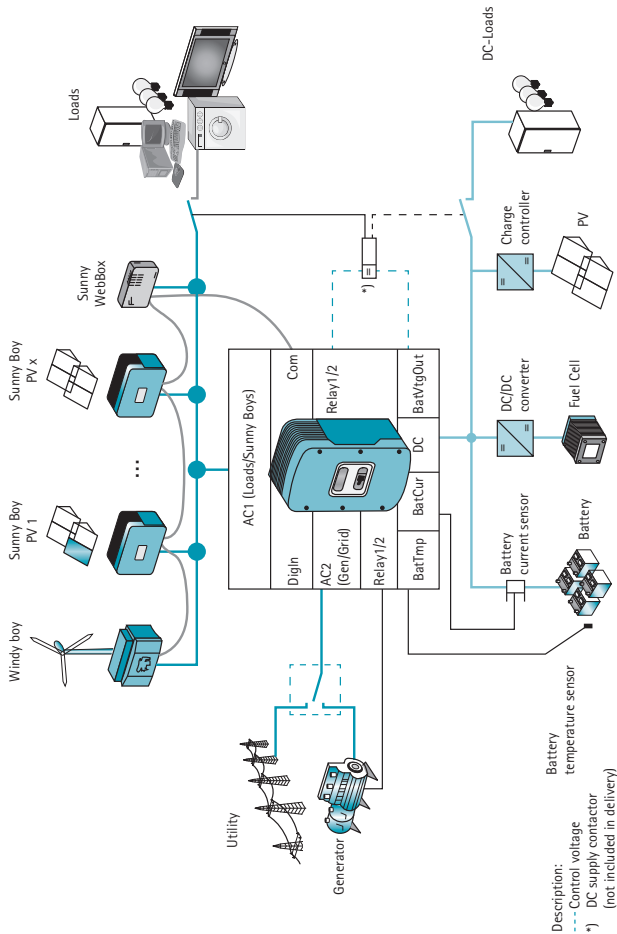 Windy boy
Sunny Boy
PV 1
...
Sunny Boy
PV x
Sunny
WebBox
Loads
AC1 (Loads/Sunny Boys)
DigIn
Com
AC2
(Gen/Grid)
Relay1/2
Relay1/2
BatTmp
BatCur
DC
BatVtgOut
*)
=
Utility
Generator
Battery
temperature sensor
Battery
current sensor
Battery
DC/DC
converter
=
=
Fuel Cell
Charge
controller
=
=
PV
DC-Loads
Description:
--- Control voltage
*) DC supply contactor
(not included in delivery)